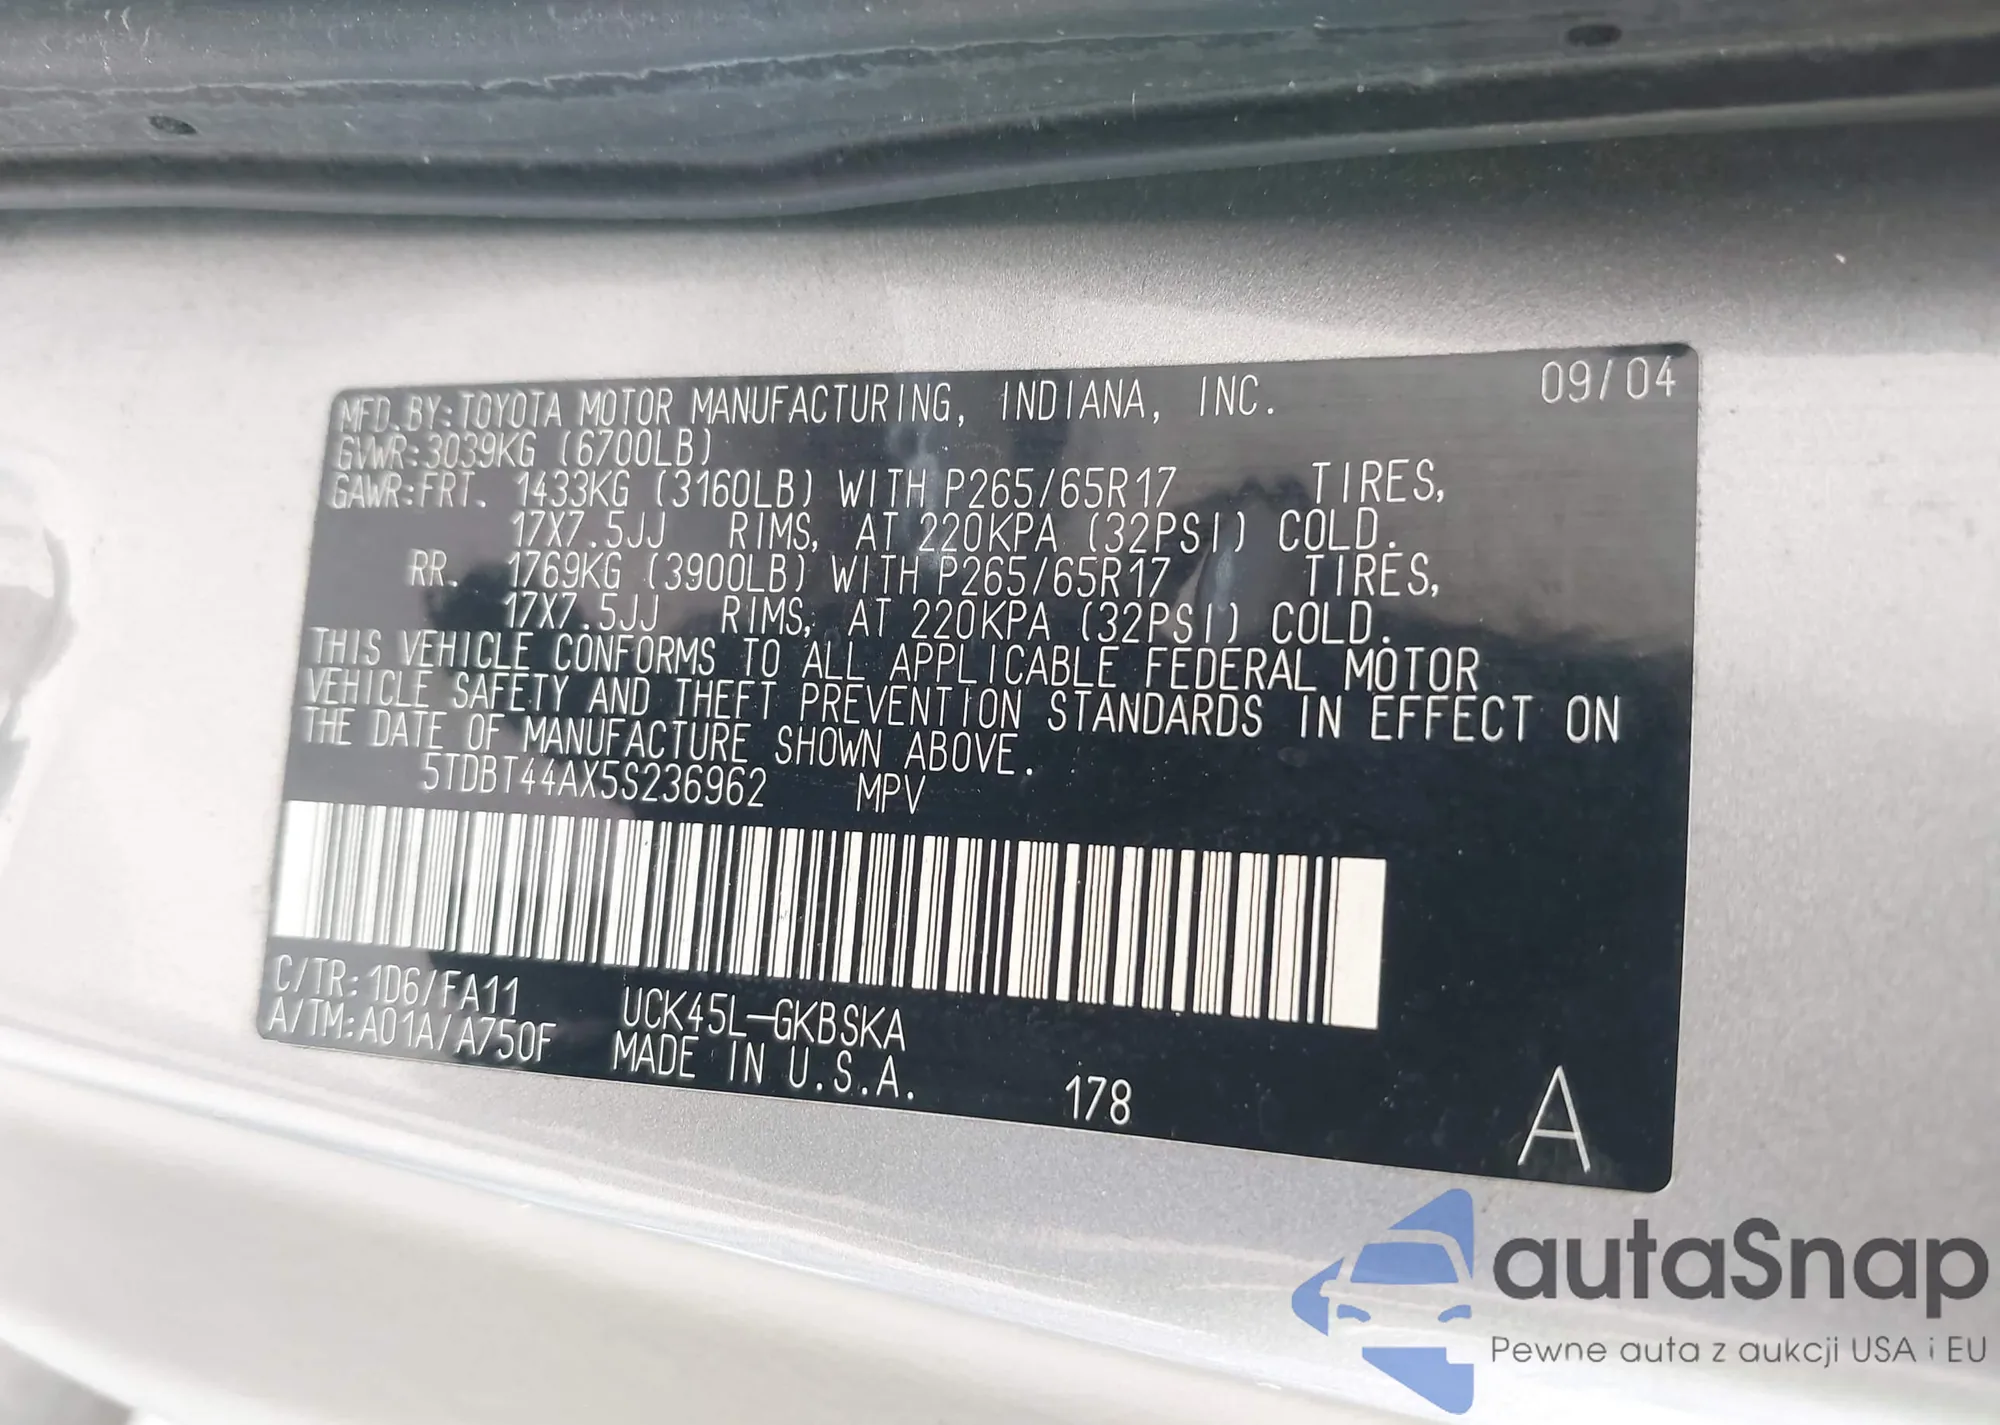 09/04
MFD.BY:TOYOTA MOTOR MANUFACTURING, INDIANA, INC.
GVWR:3039KG (6700LB)
GAWR:FRT. 1433KG (3160LB) WITH P265/65R17 TIRES,
17X7.5JJ RIMS, AT 220KPA (32PSI) COLD.
RR. 1769KG (3900LB) WITH P265/65R17 TIRES,
17X7.5JJ RIMS, AT 220KPA (32PSI) COLD.
THIS VEHICLE CONFORMS TO ALL APPLICABLE FEDERAL MOTOR
VEHICLE SAFETY AND THEFT PREVENTION STANDARDS IN EFFECT ON
THE DATE OF MANUFACTURE SHOWN ABOVE.
5TDBT44AX5S236962 MPV
C/TR:1D6/FA11 UCK45L-GKBSKA
A/TM:A01A/A750F MADE IN U.S.A. 178 A
autaSnap
Pewne auta z aukcji USA i EU